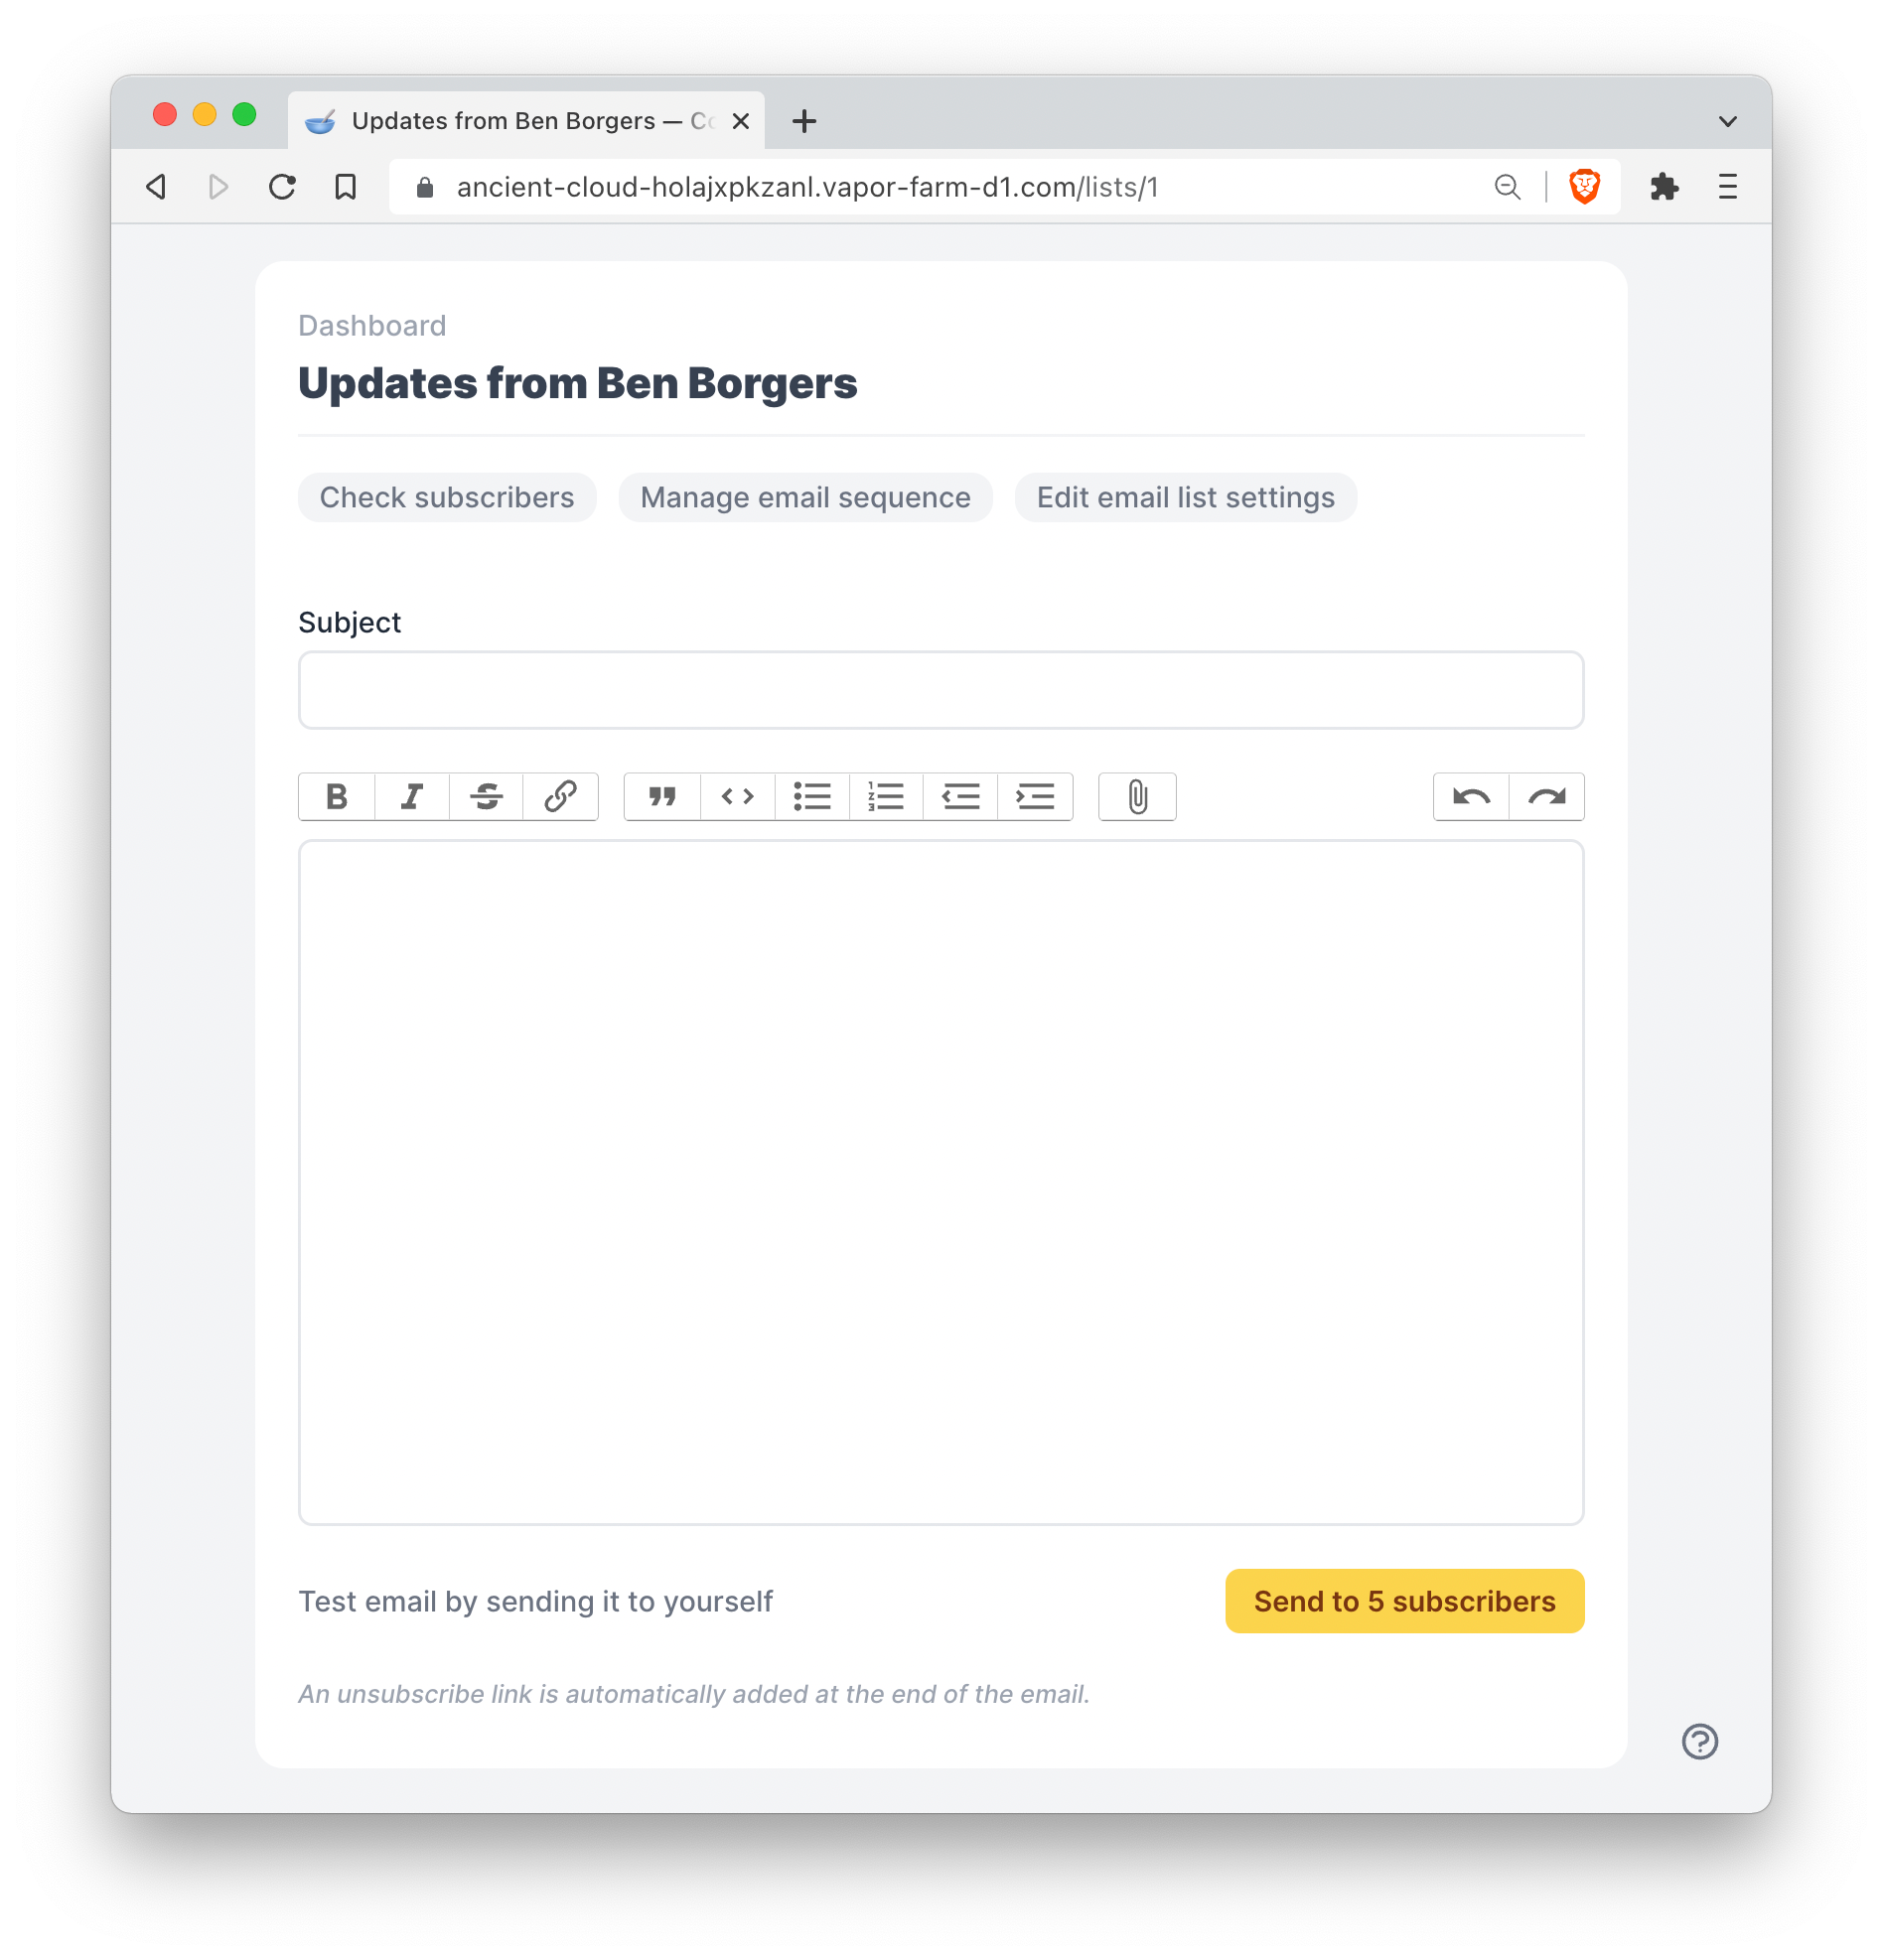 Updates from Ben Borgers — Co
ancient-cloud-holajxpkzanl.vapor-farm-d1.com/lists/1
Dashboard
Updates from Ben Borgers
Check subscribers Manage email sequence Edit email list settings
Subject
Test email by sending it to yourself Send to 5 subscribers
An unsubscribe link is automatically added at the end of the email.